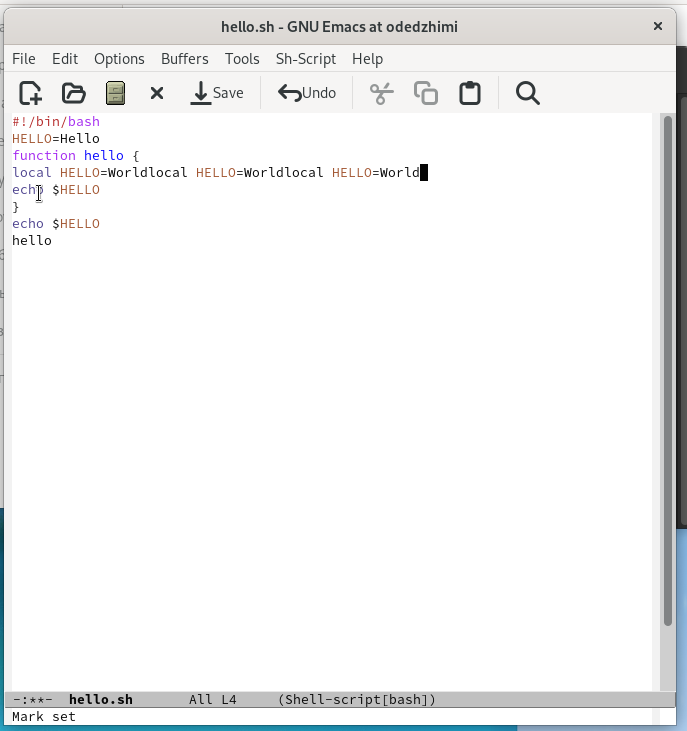 hello.sh - GNU Emacs at odedzhimi
File Edit Options Buffers Tools Sh-Script Help
Save Undo
#!/bin/bash
HELLO=Hello
function hello {
local HELLO=Worldlocal HELLO=Worldlocal HELLO=World
echo $HELLO
}
echo $HELLO
hello
-:**- hello.sh All L4 (Shell-script[bash])
Mark set